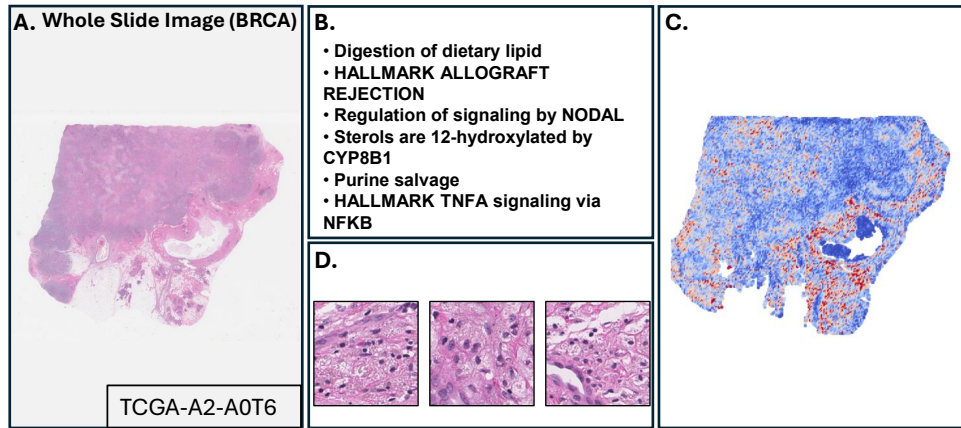 A. Whole Slide Image (BRCA)
B.
• Digestion of dietary lipid
• HALLMARK ALLOGRAFT
REJECTION
• Regulation of signaling by NODAL
• Sterols are 12-hydroxylated by
CYP8B1
• Purine salvage
• HALLMARK TNFA signaling via
NFKB
C.
D.
TCGA-A2-A0T6